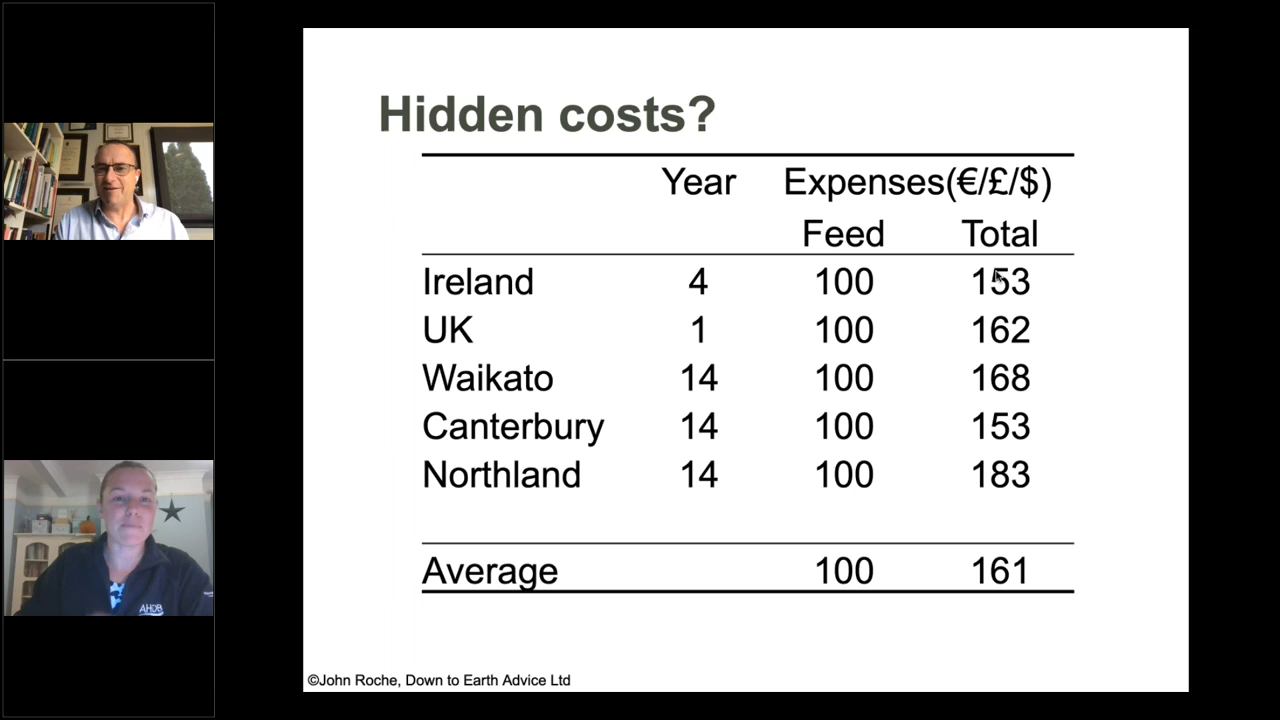 Hidden costs?
Year Expenses(€/£/$)
Feed Total
Ireland 4 100 153
UK 1 100 162
Waikato 14 100 168
Canterbury 14 100 153
Northland 14 100 183
Average 100 161
©John Roche, Down to Earth Advice Ltd
AHDB